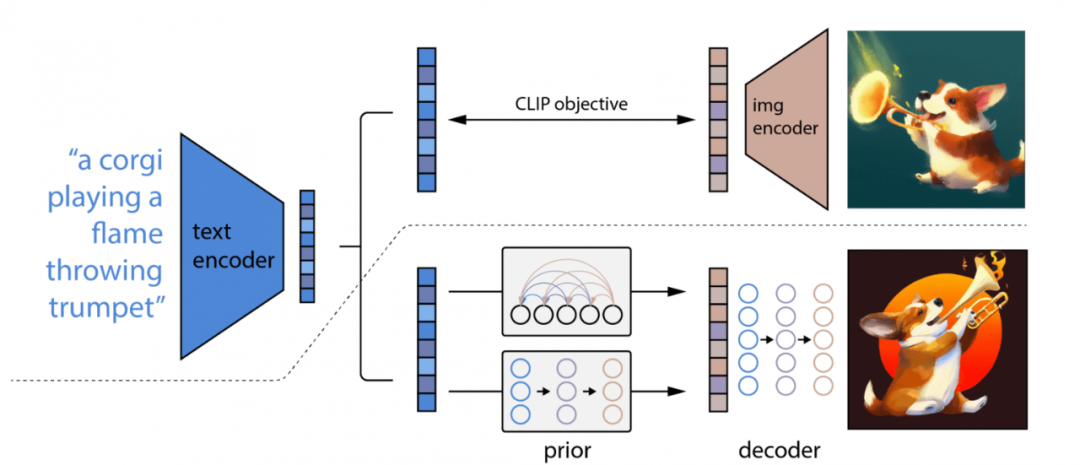 “a corgi
playing a
flame
throwing
trumpet”
text
encoder
CLIP objective
img
encoder
prior
decoder